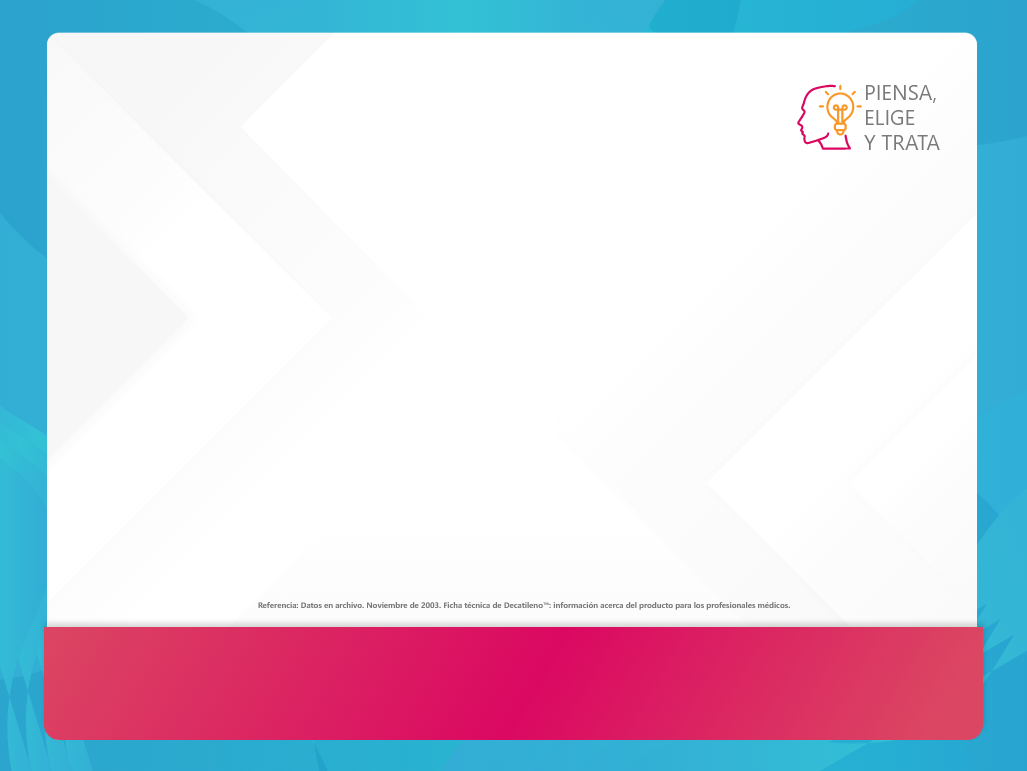 PIENSA,
ELIGE
Y TRATA
Referencia: Datos en archivo. Noviembre de 2003. Ficha técnica de Decatileno™: información acerca del producto para los profesionales médicos.